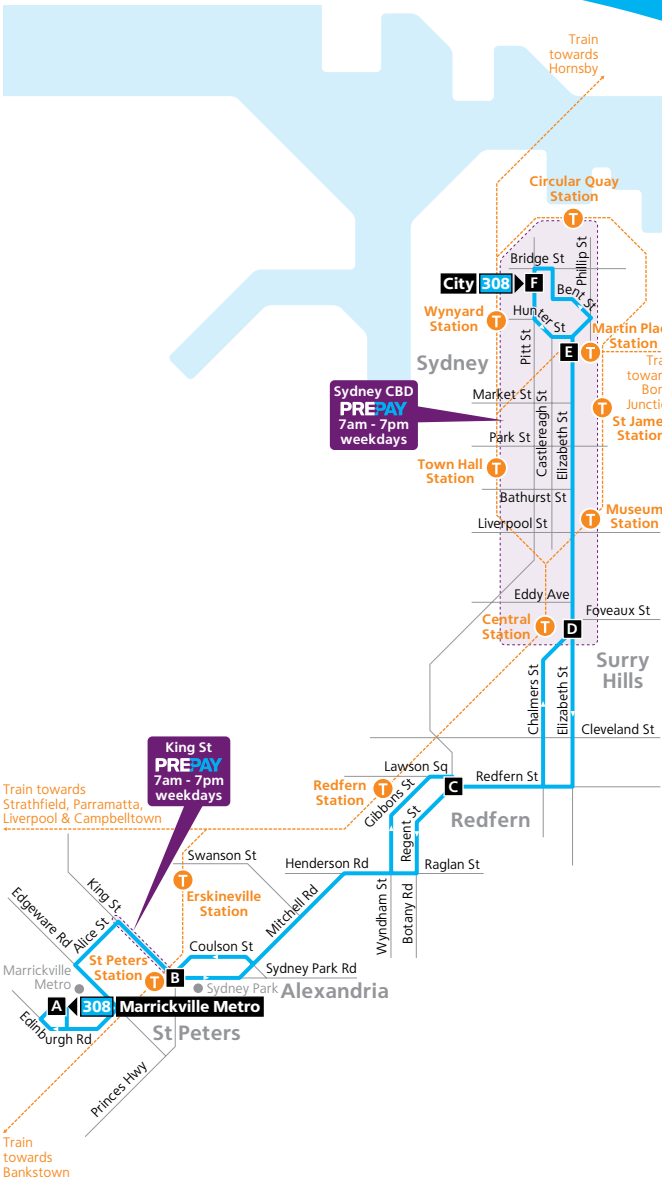 Train
towards
Hornsby
Circular Quay
Station
Phillip St
Bridge St
City 308
F
Bent St
Wynyard
Station
Hunter St
Martin Plac
Station
E
Pitt St
Sydney
Tra
towar
Bon
Juncti
Sydney CBD
PREPAY
7am - 7pm
weekdays
Market St
Castlereagh St
Elizabeth St
St Jame
Station
Park St
Town Hall
Station
Bathurst St
Museum
Station
Liverpool St
Eddy Ave
Foveaux St
Central
Station
D
Surry
Hills
Chalmers St
Elizabeth St
Cleveland St
King St
PREPAY
7am - 7pm
weekdays
Lawson Sq
Redfern St
Redfern
Station
Gibbons St
C
Redfern
Train towards
Strathfield, Parramatta,
Liverpool & Campbelltown
Regent St
Swanson St
Henderson Rd
Raglan St
Erskineville
Station
King St
Mitchell Rd
Wyndham St
Botany Rd
Edgeware Rd
Alice St
Coulson St
St Peters
Station
B
Sydney Park Rd
Marrickville
Metro
Sydney Park
Alexandria
A
308 Marrickville Metro
Edinburgh Rd
St Peters
Princes Hwy
Train
towards
Bankstown
T
T
T
T
T
T
T
T
T
T